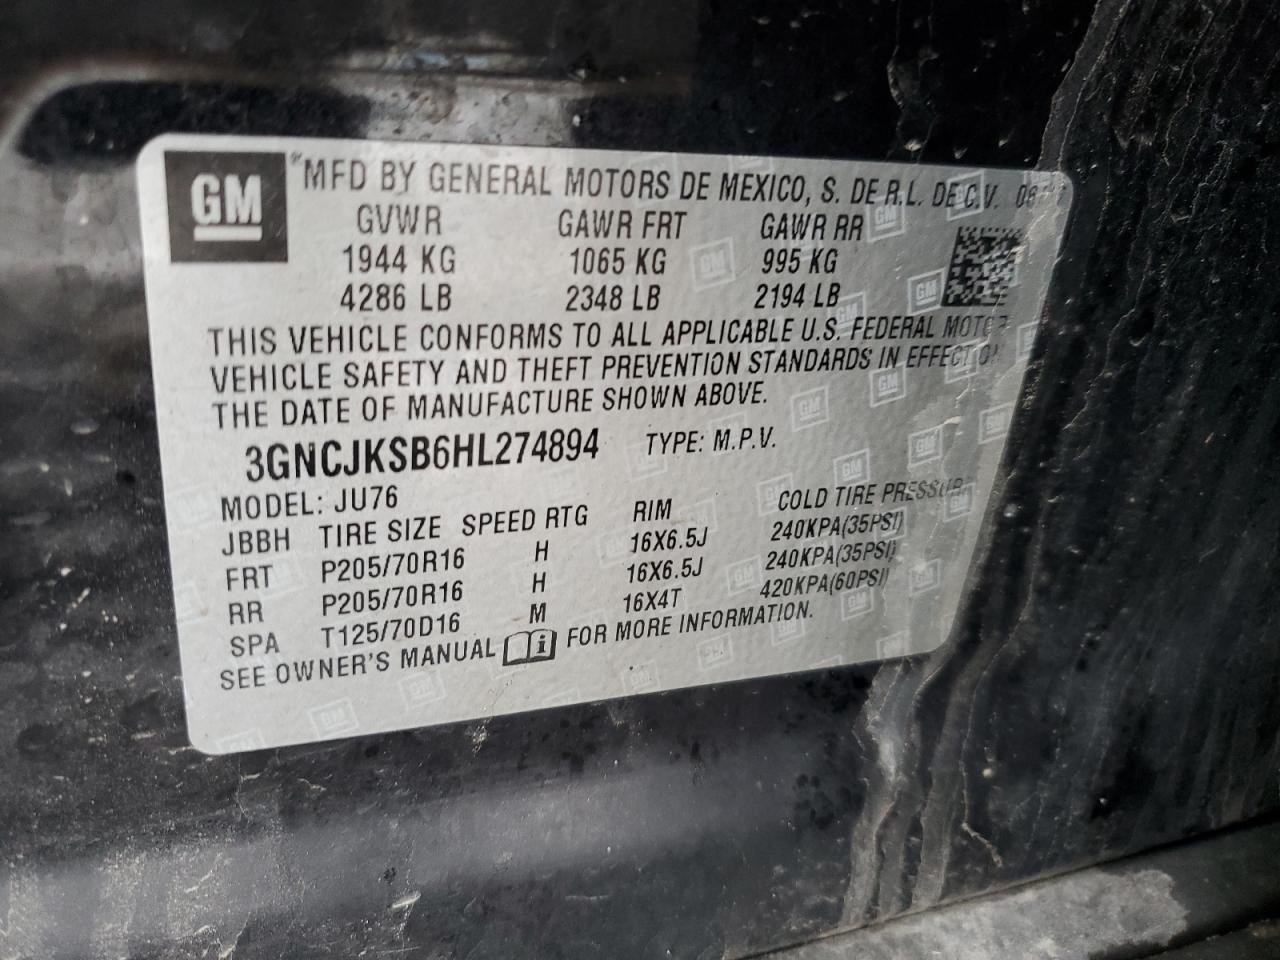 GM
MFD BY GENERAL MOTORS DE MEXICO, S. DE R.L. DE C.V.
GVWR GAWR FRT GAWR RR
1944 KG 1065 KG 995 KG
4286 LB 2348 LB 2194 LB
THIS VEHICLE CONFORMS TO ALL APPLICABLE U.S. FEDERAL MOTOR
VEHICLE SAFETY AND THEFT PREVENTION STANDARDS IN EFFECT ON
THE DATE OF MANUFACTURE SHOWN ABOVE.
3GNCJKSB6HL274894 TYPE: M.P.V.
MODEL: JU76
JBBH TIRE SIZE SPEED RTG RIM COLD TIRE PRESSURE
FRT P205/70R16 H 16X6.5J 240KPA(35PSI)
RR P205/70R16 H 16X6.5J 240KPA(35PSI)
SPA T125/70D16 M 16X4T 420KPA(60PSI)
SEE OWNER'S MANUAL i FOR MORE INFORMATION.